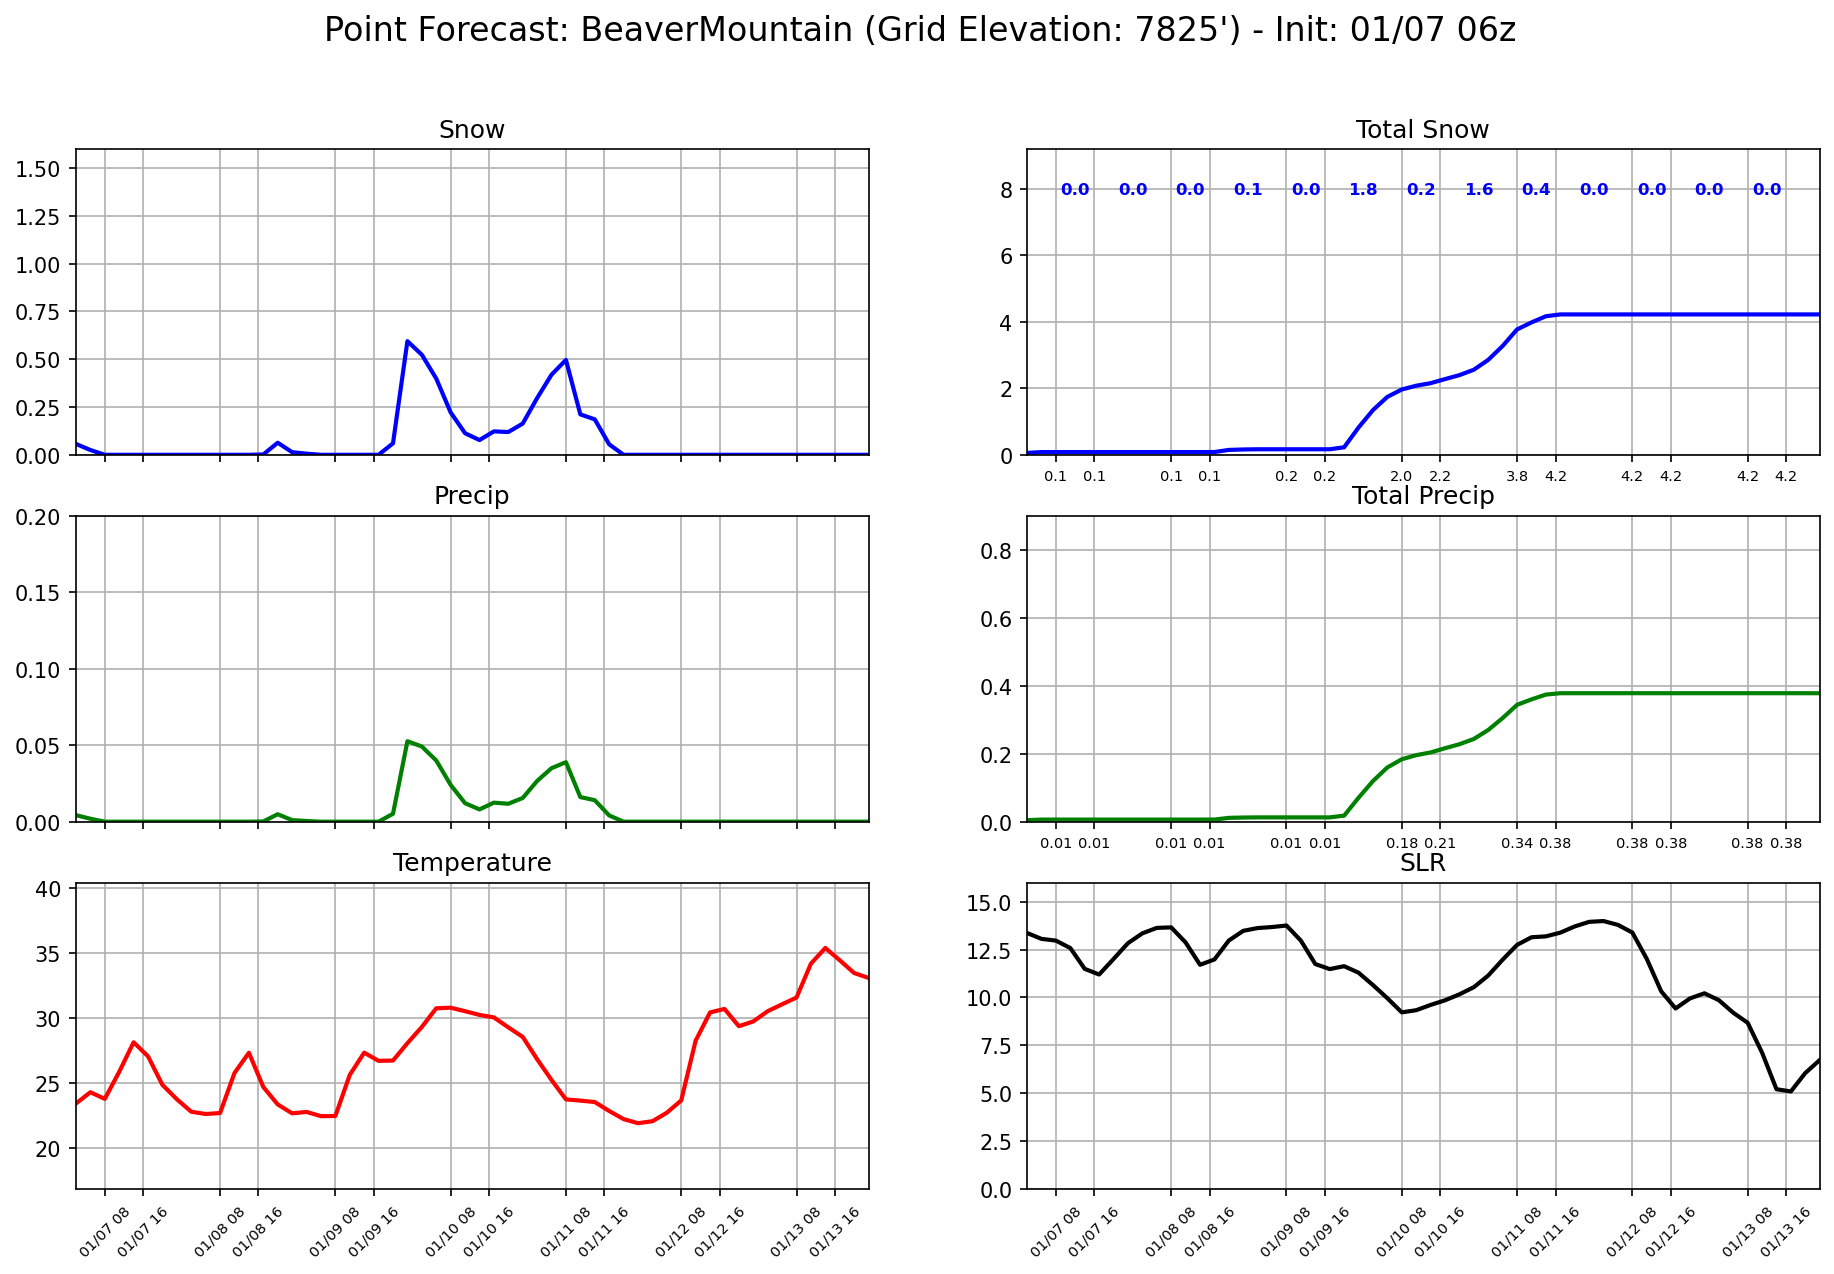 Point Forecast: BeaverMountain (Grid Elevation: 7825') - Init: 01/07 06z
Snow
1.50
1.25
1.00
0.75
0.50
0.25
0.00
Total Snow
0.0 0.0 0.0 0.1 0.0 1.8 0.2 1.6 0.4 0.0 0.0 0.0 0.0
8
6
4
2
0
0.1 0.1 0.1 0.1 0.2 0.2 2.0 2.2 3.8 4.2 4.2 4.2 4.2 4.2
Precip
0.20
0.15
0.10
0.05
0.00
Total Precip
0.8
0.6
0.4
0.2
0.0
0.01 0.01 0.01 0.01 0.01 0.01 0.18 0.21 0.34 0.38 0.38 0.38 0.38 0.38
Temperature
40
35
30
25
20
01/07 08 01/07 16 01/08 08 01/08 16 01/09 08 01/09 16 01/10 08 01/10 16 01/11 08 01/11 16 01/12 08 01/12 16 01/13 08 01/13 16
SLR
15.0
12.5
10.0
7.5
5.0
2.5
0.0
01/07 08 01/07 16 01/08 08 01/08 16 01/09 08 01/09 16 01/10 08 01/10 16 01/11 08 01/11 16 01/12 08 01/12 16 01/13 08 01/13 16